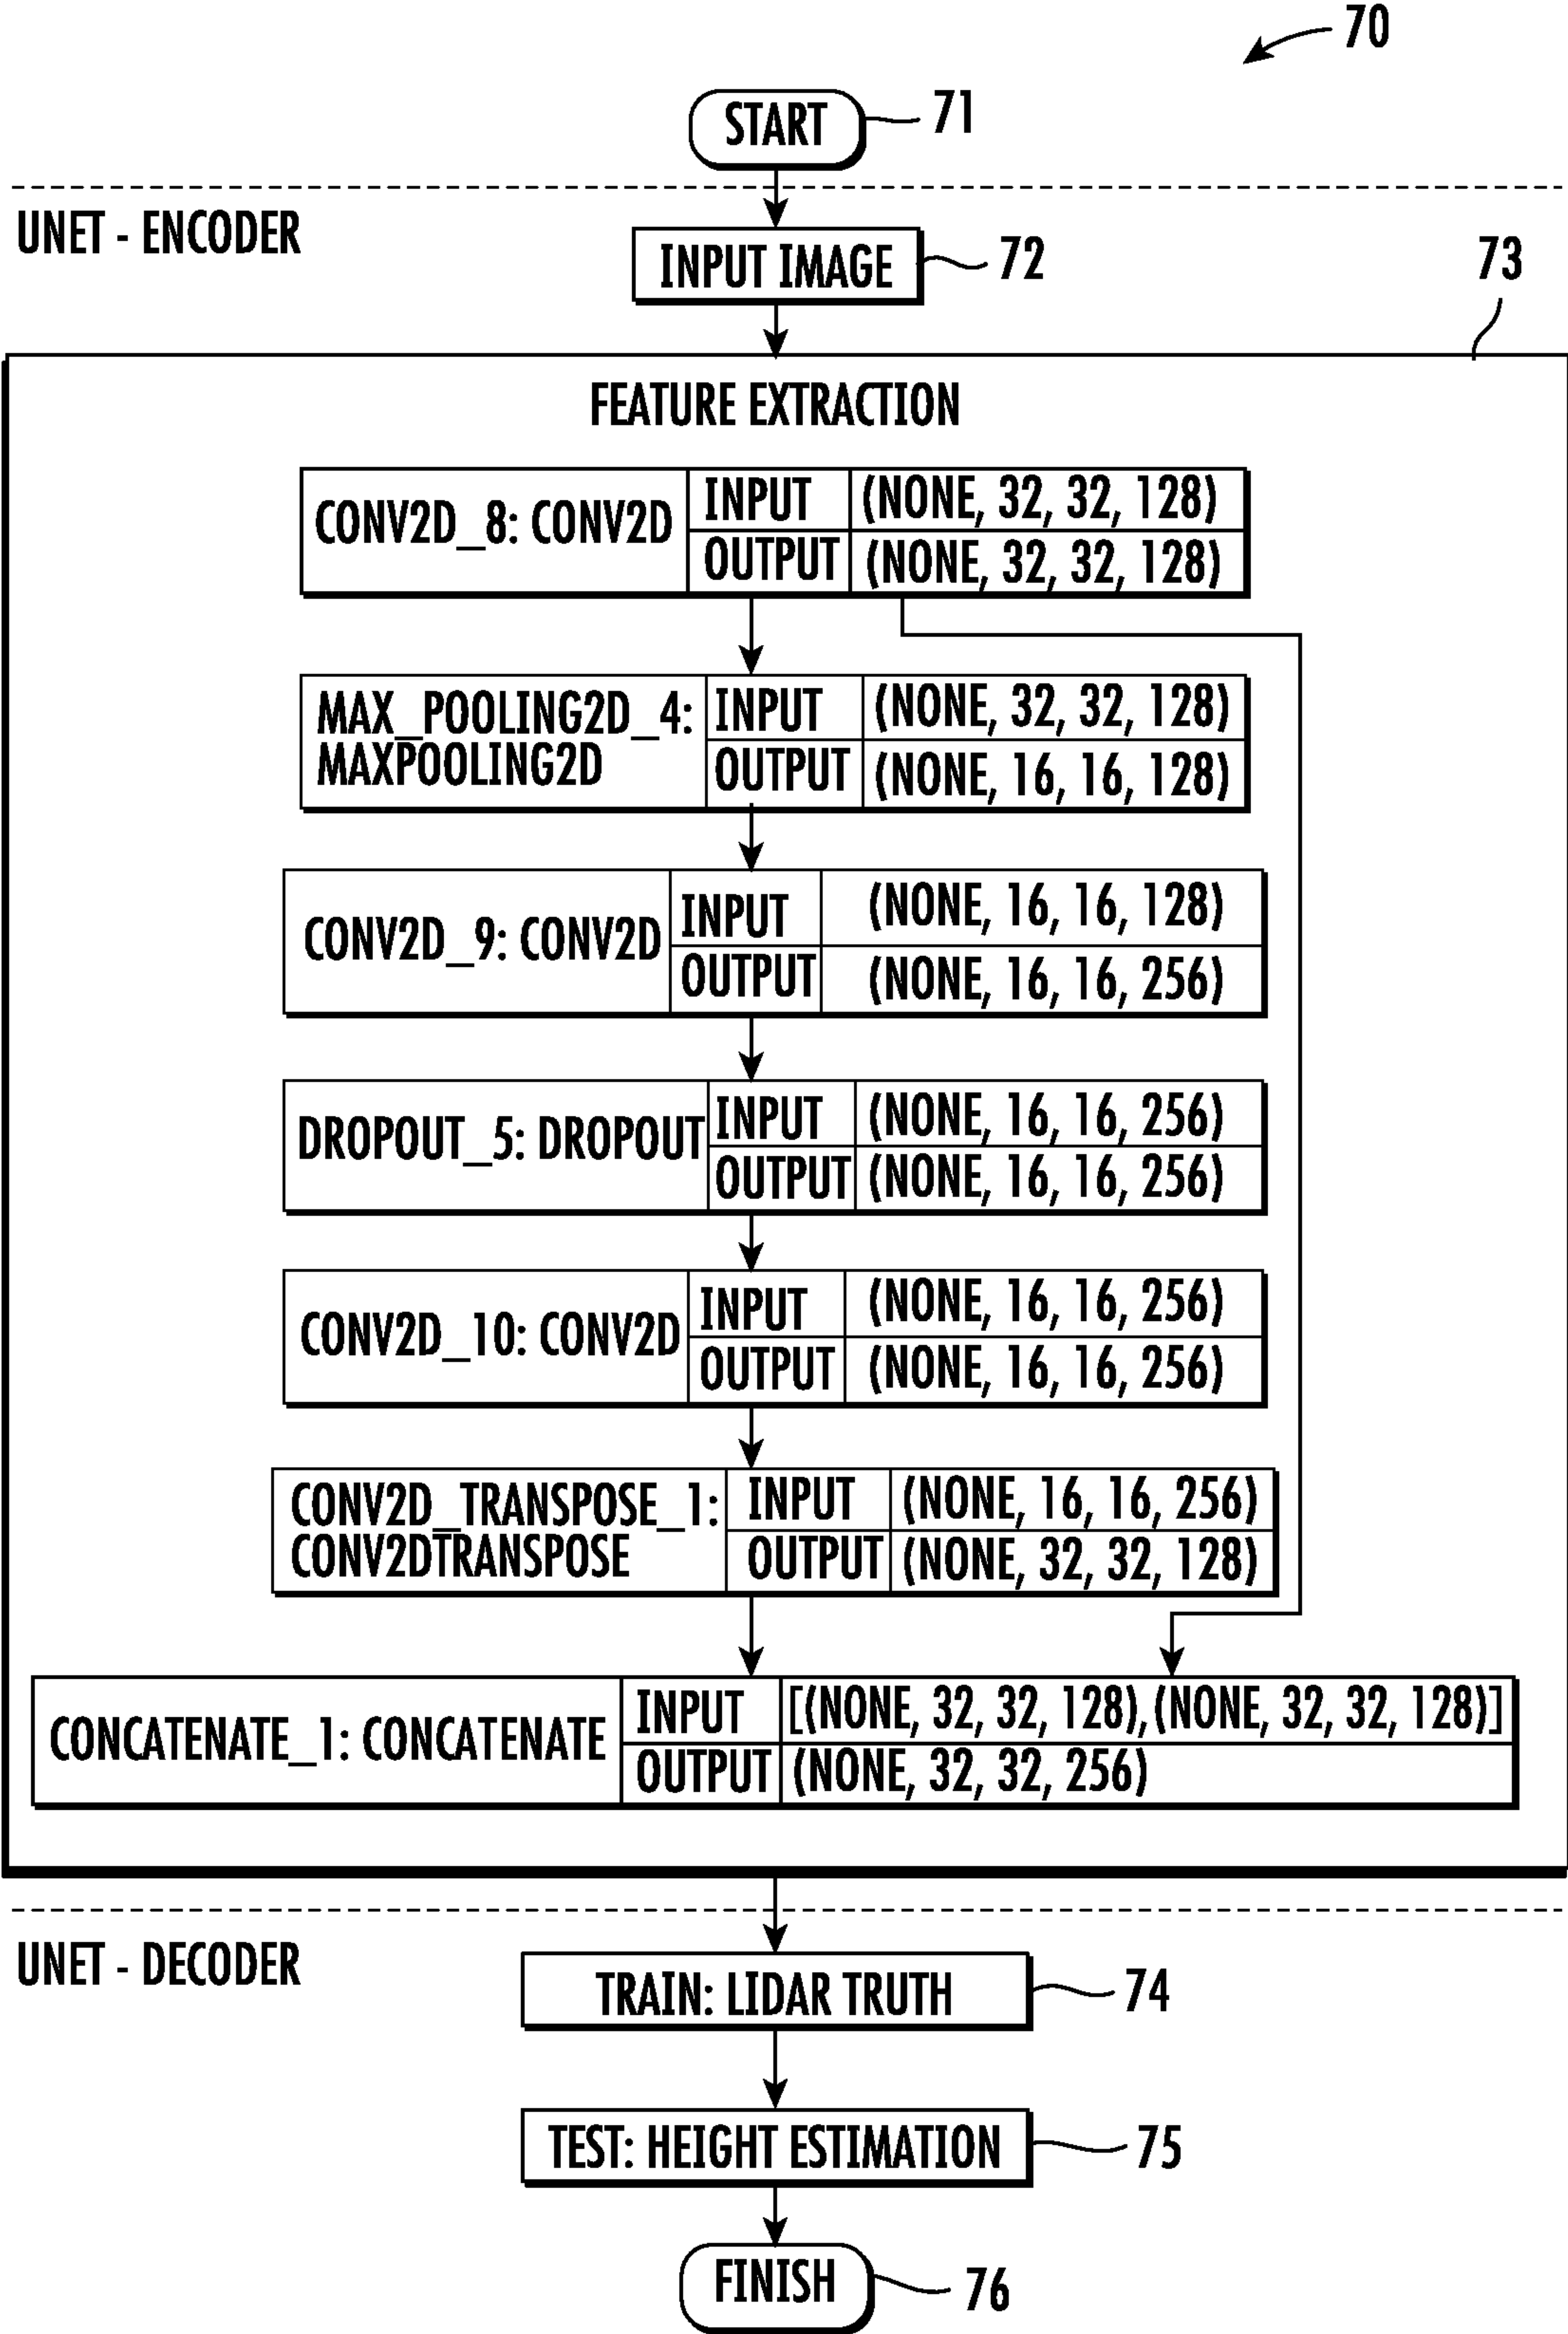 70
START
71
UNET - ENCODER
INPUT IMAGE
72
73
FEATURE EXTRACTION
CONV2D_8: CONV2D
INPUT
(NONE, 32, 32, 128)
OUTPUT
(NONE, 32, 32, 128)
MAX_POOLING2D_4:
MAXPOOLING2D
INPUT
(NONE, 32, 32, 128)
OUTPUT
(NONE, 16, 16, 128)
CONV2D_9: CONV2D
INPUT
(NONE, 16, 16, 128)
OUTPUT
(NONE, 16, 16, 256)
DROPOUT_5: DROPOUT
INPUT
(NONE, 16, 16, 256)
OUTPUT
(NONE, 16, 16, 256)
CONV2D_10: CONV2D
INPUT
(NONE, 16, 16, 256)
OUTPUT
(NONE, 16, 16, 256)
CONV2D_TRANSPOSE_1:
CONV2DTRANSPOSE
INPUT
(NONE, 16, 16, 256)
OUTPUT
(NONE, 32, 32, 128)
CONCATENATE_1: CONCATENATE
INPUT
[(NONE, 32, 32, 128),(NONE, 32, 32, 128)]
OUTPUT
(NONE, 32, 32, 256)
UNET - DECODER
TRAIN: LIDAR TRUTH
74
TEST: HEIGHT ESTIMATION
75
FINISH
76